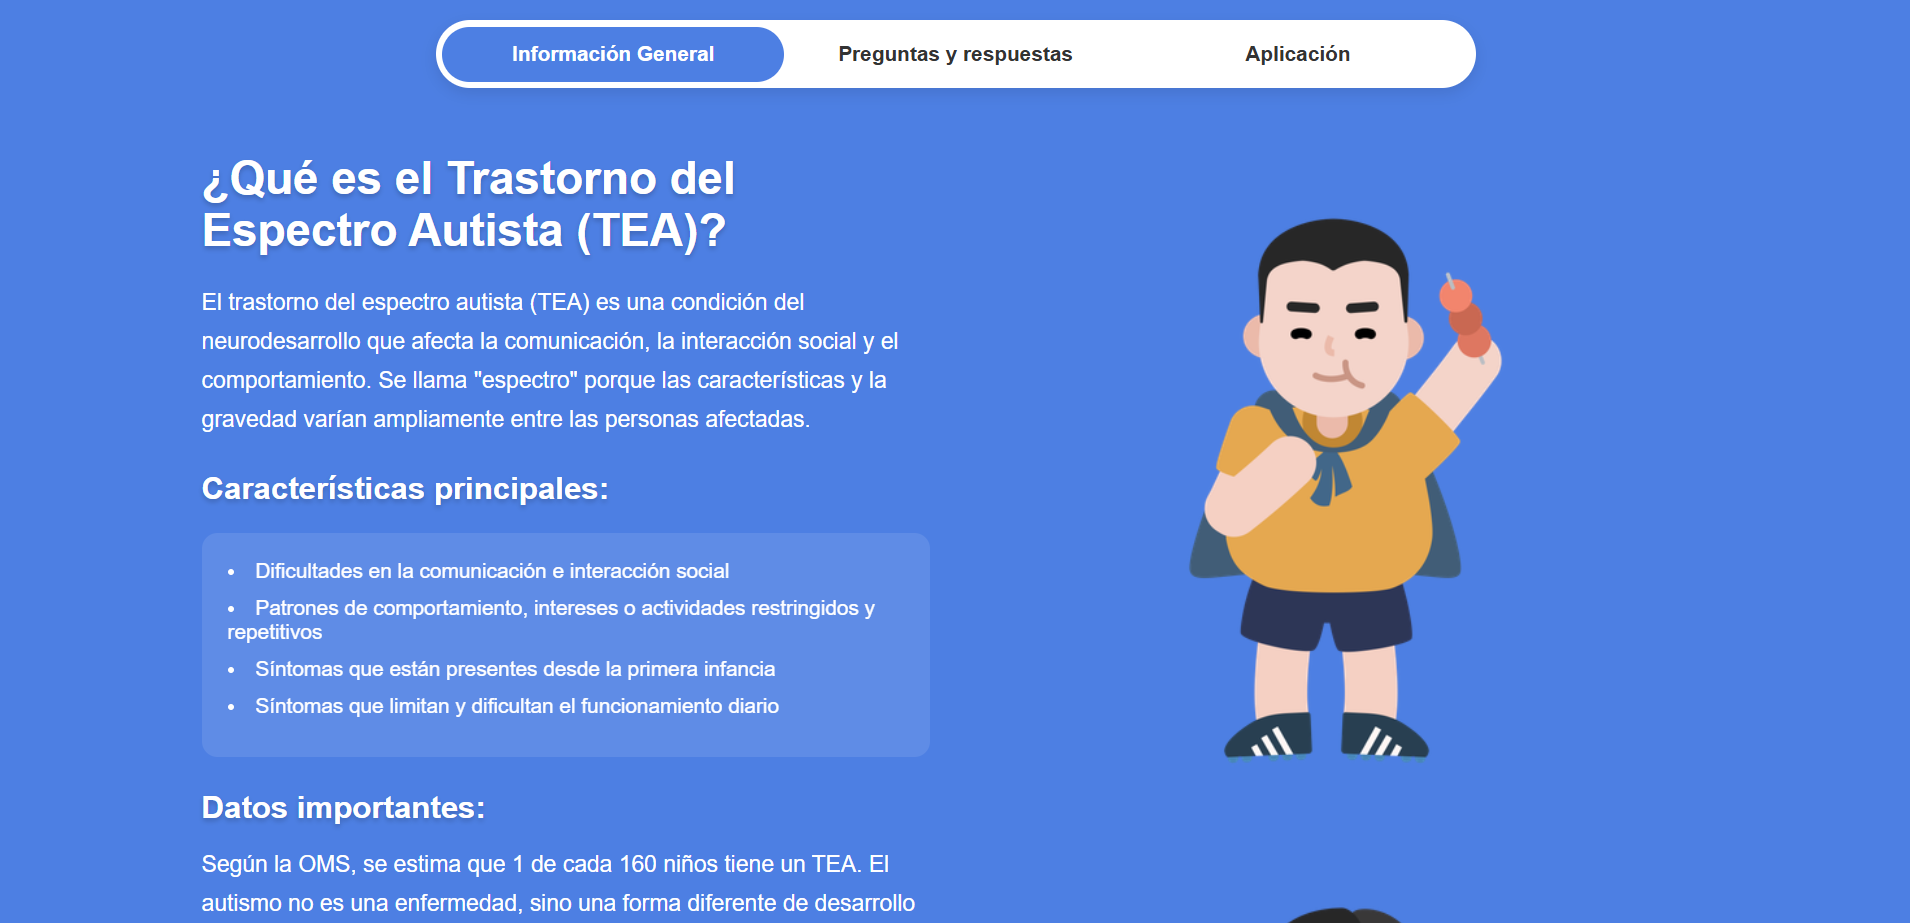 Información General
Preguntas y respuestas
Aplicación
¿Qué es el Trastorno del
Espectro Autista (TEA)?
El trastorno del espectro autista (TEA) es una condición del
neurodesarrollo que afecta la comunicación, la interacción social y el
comportamiento. Se llama "espectro" porque las características y la
gravedad varían ampliamente entre las personas afectadas.
Características principales:
• Dificultades en la comunicación e interacción social
• Patrones de comportamiento, intereses o actividades restringidos y
repetitivos
• Síntomas que están presentes desde la primera infancia
• Síntomas que limitan y dificultan el funcionamiento diario
Datos importantes:
Según la OMS, se estima que 1 de cada 160 niños tiene un TEA. El
autismo no es una enfermedad, sino una forma diferente de desarrollo